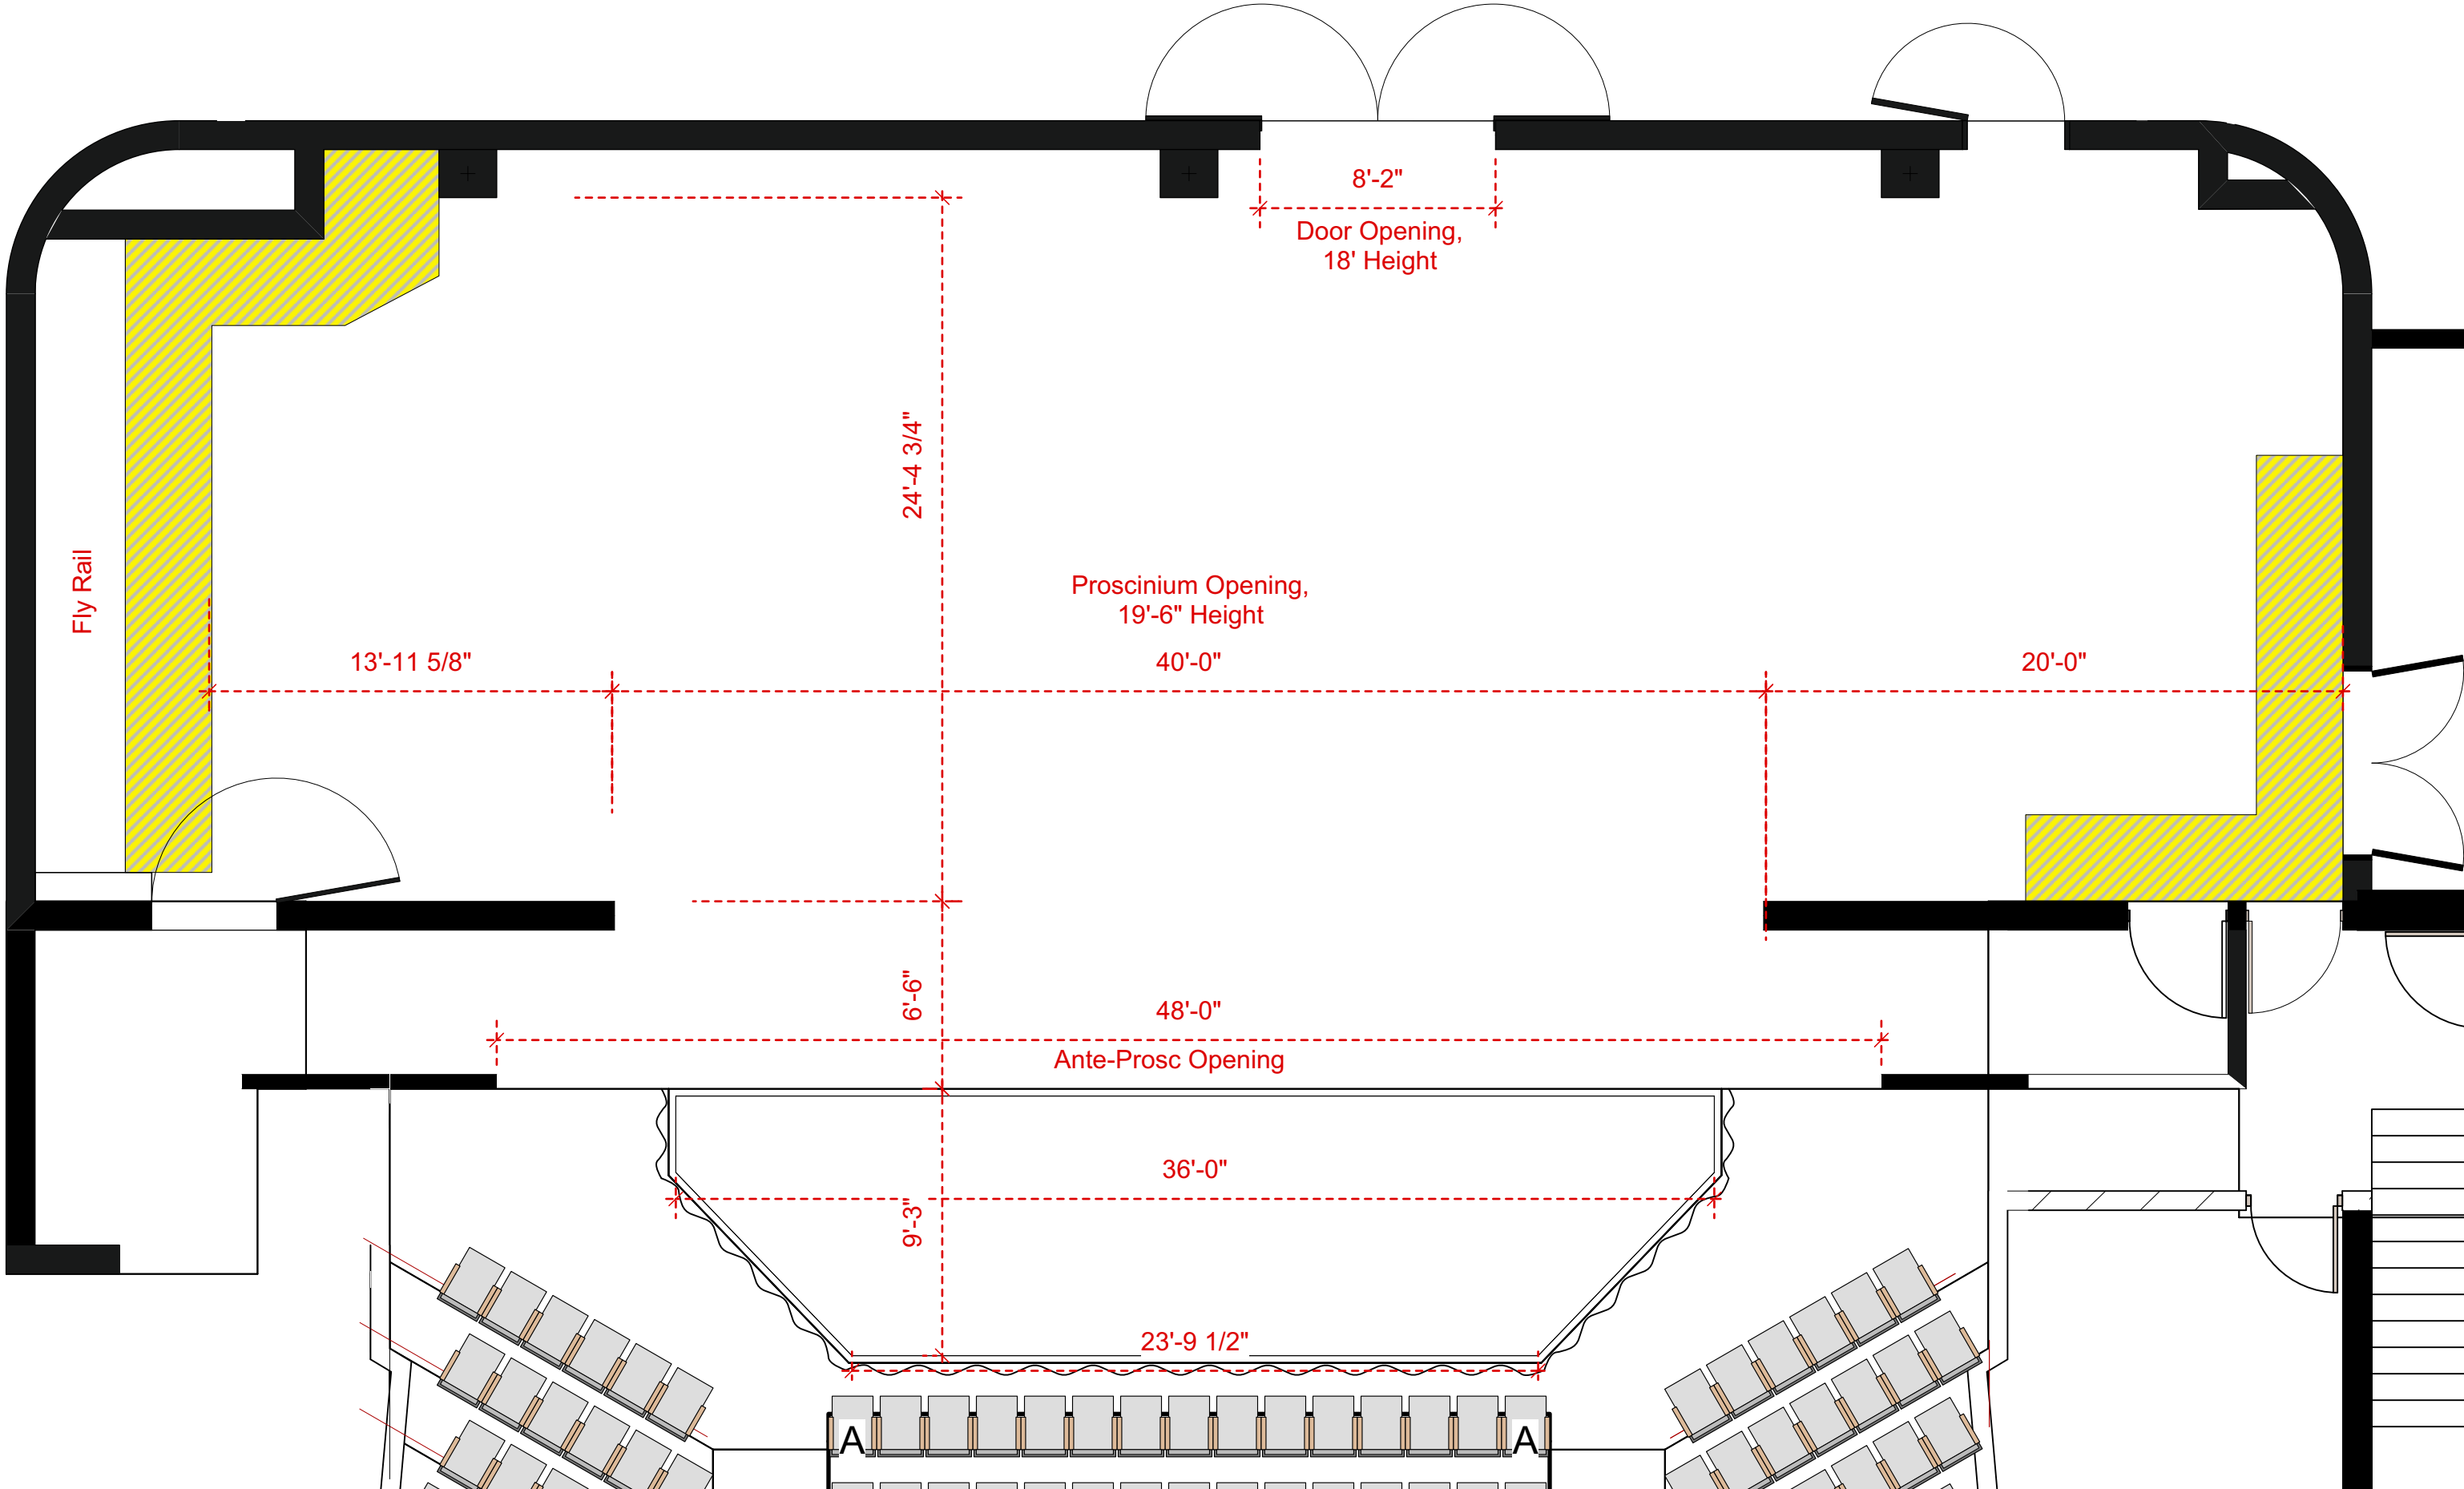 8'-2"
Door Opening,
18' Height
24'-4 3/4"
Fly Rail
Proscinium Opening,
19'-6" Height
13'-11 5/8"
40'-0"
20'-0"
6'-6"
48'-0"
Ante-Prosc Opening
36'-0"
9'-3"
23'-9 1/2"
A
A